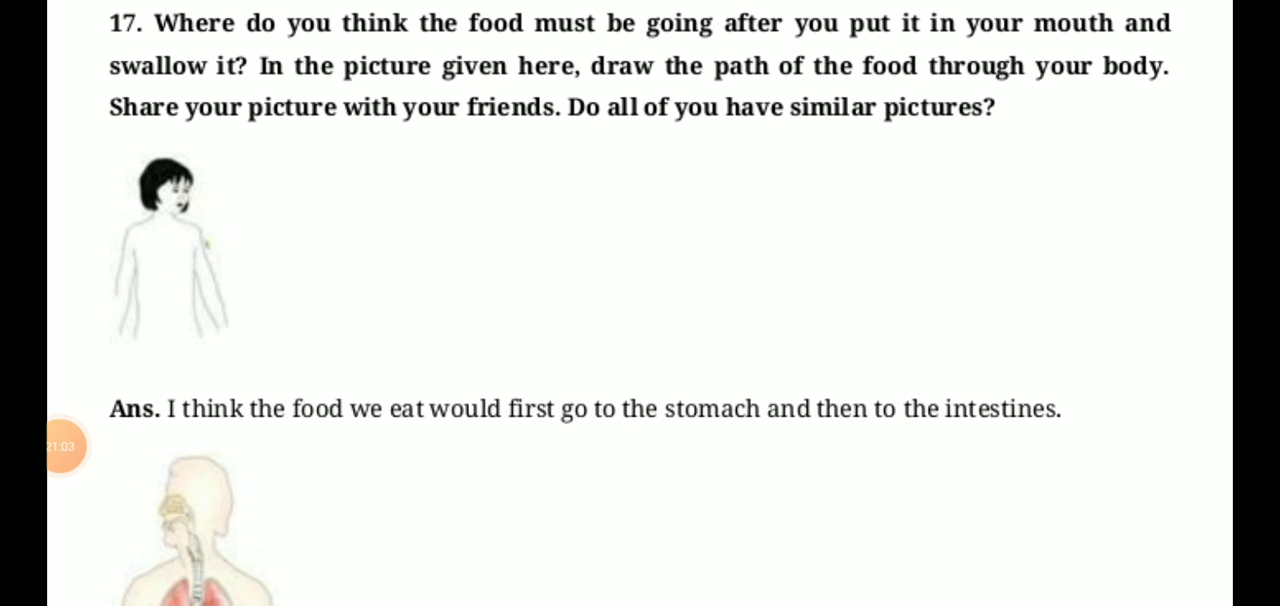 17. Where do you think the food must be going after you put it in your mouth and
swallow it? In the picture given here, draw the path of the food through your body.
Share your picture with your friends. Do all of you have similar pictures?
Ans. I think the food we eat would first go to the stomach and then to the intestines.
21:03